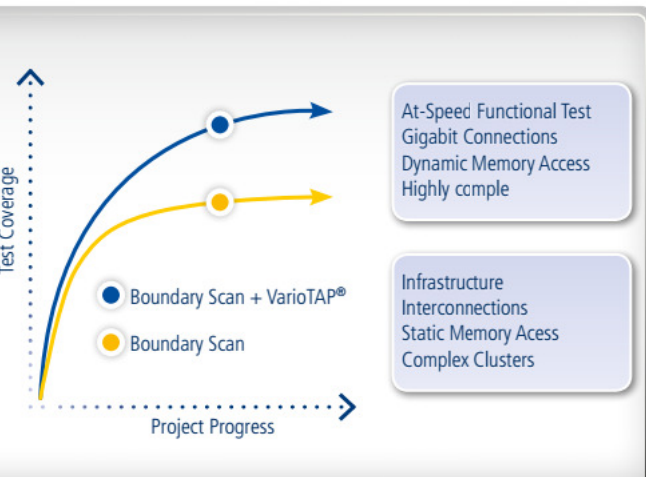 Test Coverage
At-Speed Functional Test
Gigabit Connections
Dynamic Memory Access
Highly comple
Infrastructure
Interconnections
Static Memory Acess
Complex Clusters
Boundary Scan + VarioTAP®
Boundary Scan
Project Progress